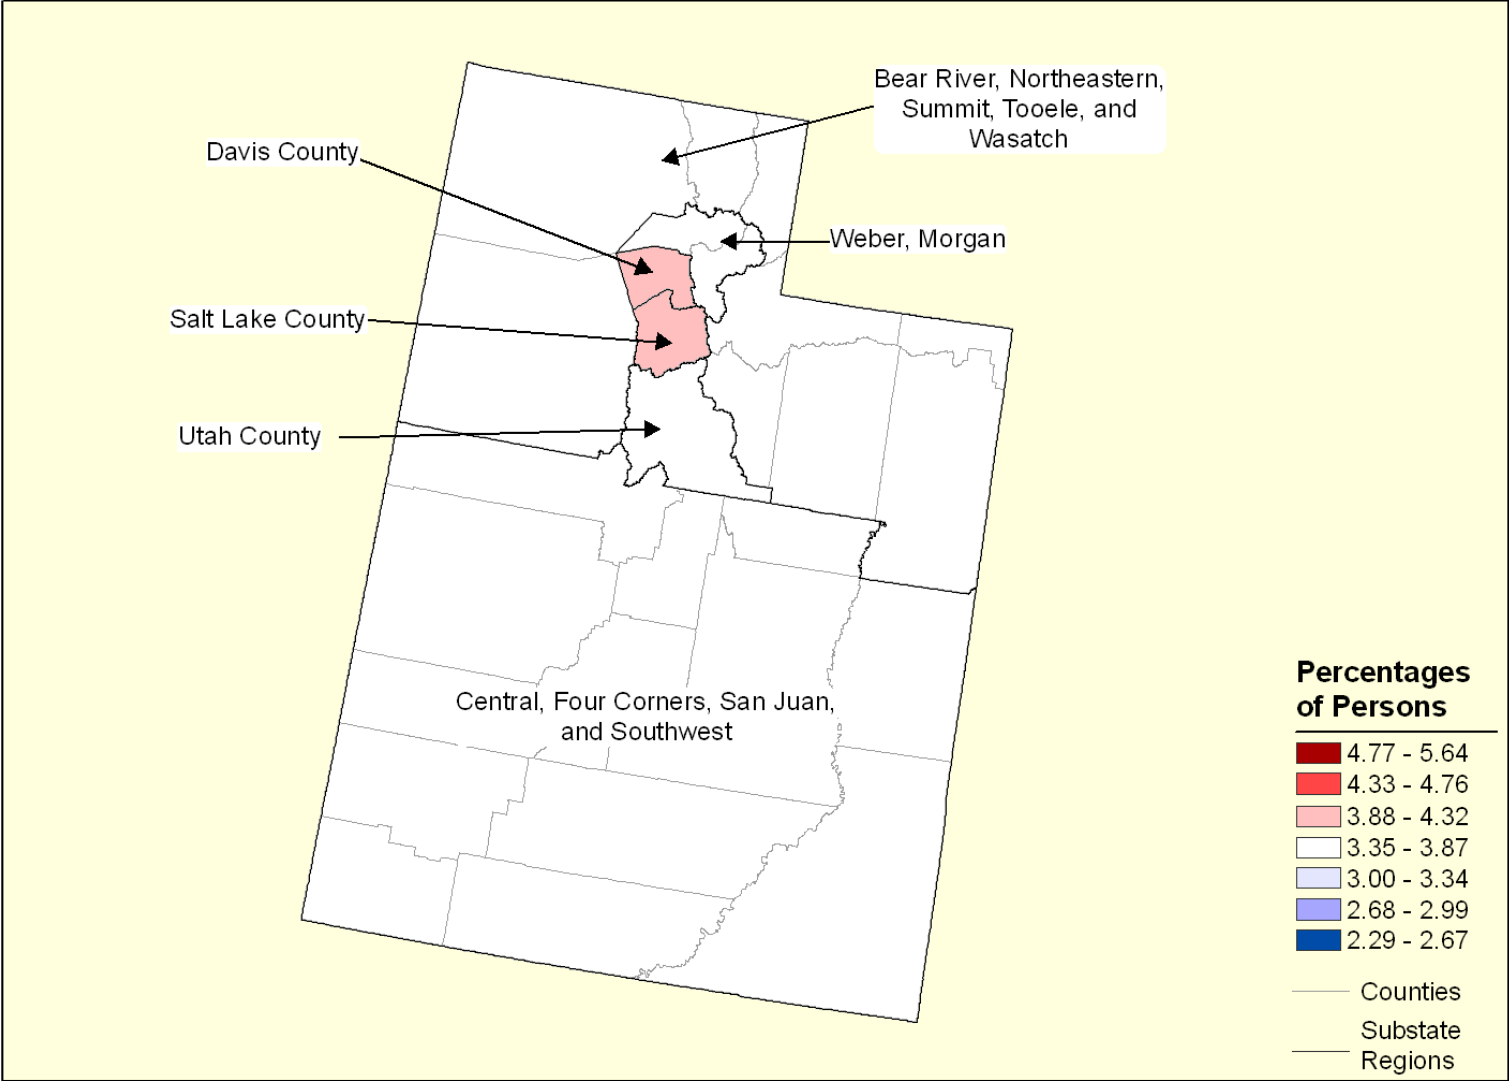 Bear River, Northeastern,
Summit, Tooele, and
Wasatch
Davis County
Weber, Morgan
Salt Lake County
Utah County
Central, Four Corners, San Juan,
and Southwest
Percentages
of Persons
4.77 - 5.64
4.33 - 4.76
3.88 - 4.32
3.35 - 3.87
3.00 - 3.34
2.68 - 2.99
2.29 - 2.67
Counties
Substate
Regions